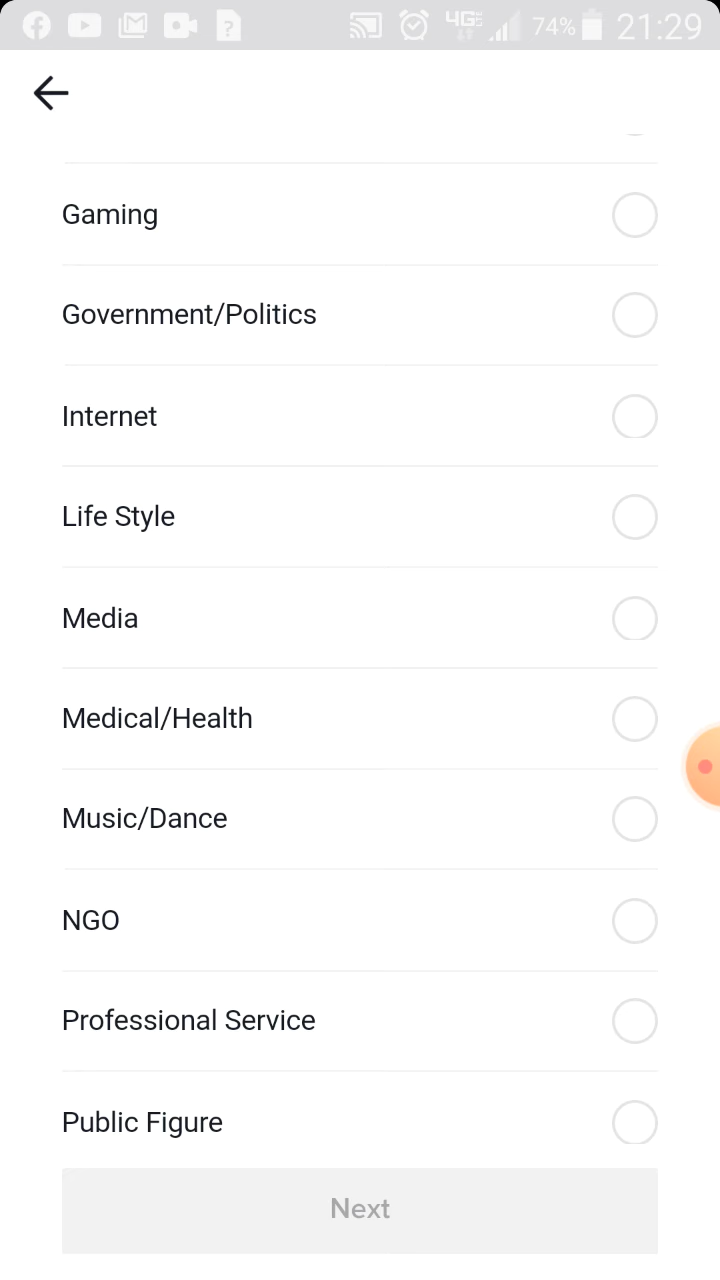 4G 74% 21:29
Gaming
Government/Politics
Internet
Life Style
Media
Medical/Health
Music/Dance
NGO
Professional Service
Public Figure
Next